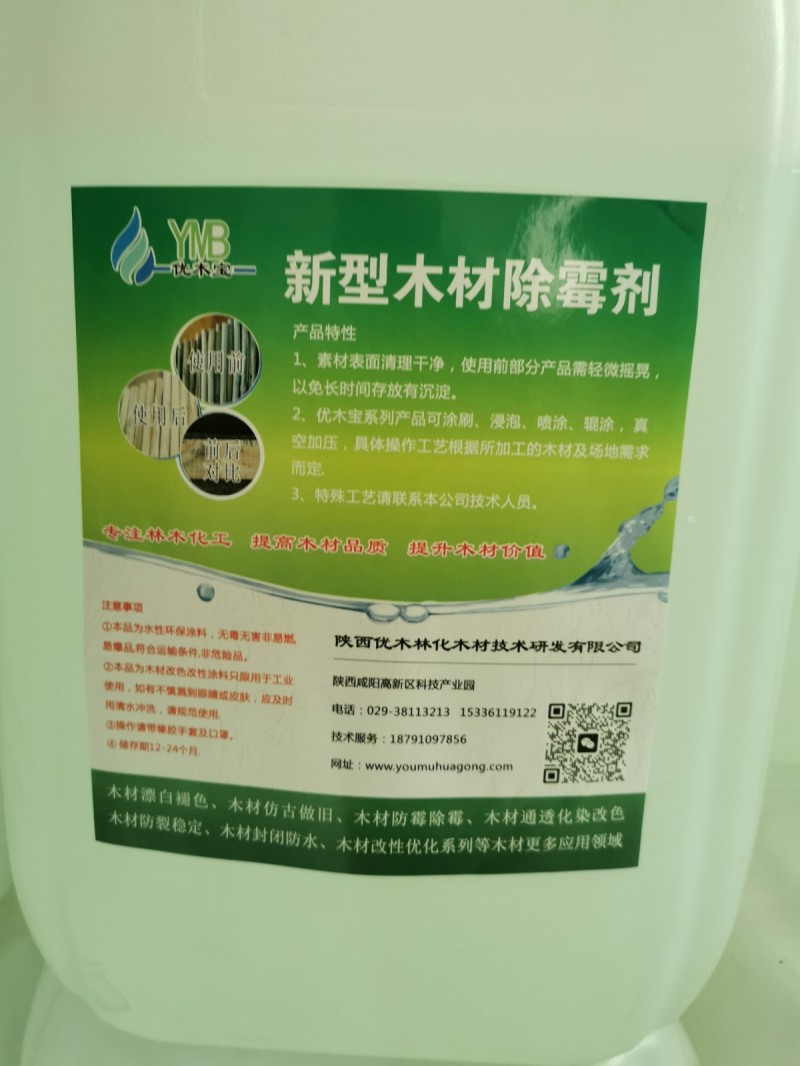 YMB
优木宝
新型木材除霉剂
产品特性
1、素材表面清理干净，使用前部分产品需轻微摇晃，
以免长时间存放有沉淀。
2、优木宝系列产品可涂刷、浸泡、喷涂、辊涂，真
空加压，具体操作工艺根据所加工的木材及场地需求
而定.
3、特殊工艺请联系本公司技术人员。
使用前
使用后
前后
对比
专注林木化工 提高木材品质 提升木材价值
注意事项
①本品为水性环保涂料，无毒无害非易燃,
易爆品,符合运输条件,非危险品。
②本品为木材改色改性涂料只限用于工业
使用，如有不慎溅到眼睛或皮肤，应及时
用清水冲洗，请规范使用.
③操作请带橡胶手套及口罩。
④ 储存期12-24个月.
陕西优木林化木材技术研发有限公司
陕西咸阳高新区科技产业园
电话：029-38113213 15336119122
技术服务：18791097856
网址：www.youmuhuagong.com
木材漂白褪色、木材仿古做旧、木材防霉除霉、木材通透化染改色
木材防裂稳定、木材封闭防水、木材改性优化系列等木材更多应用领域